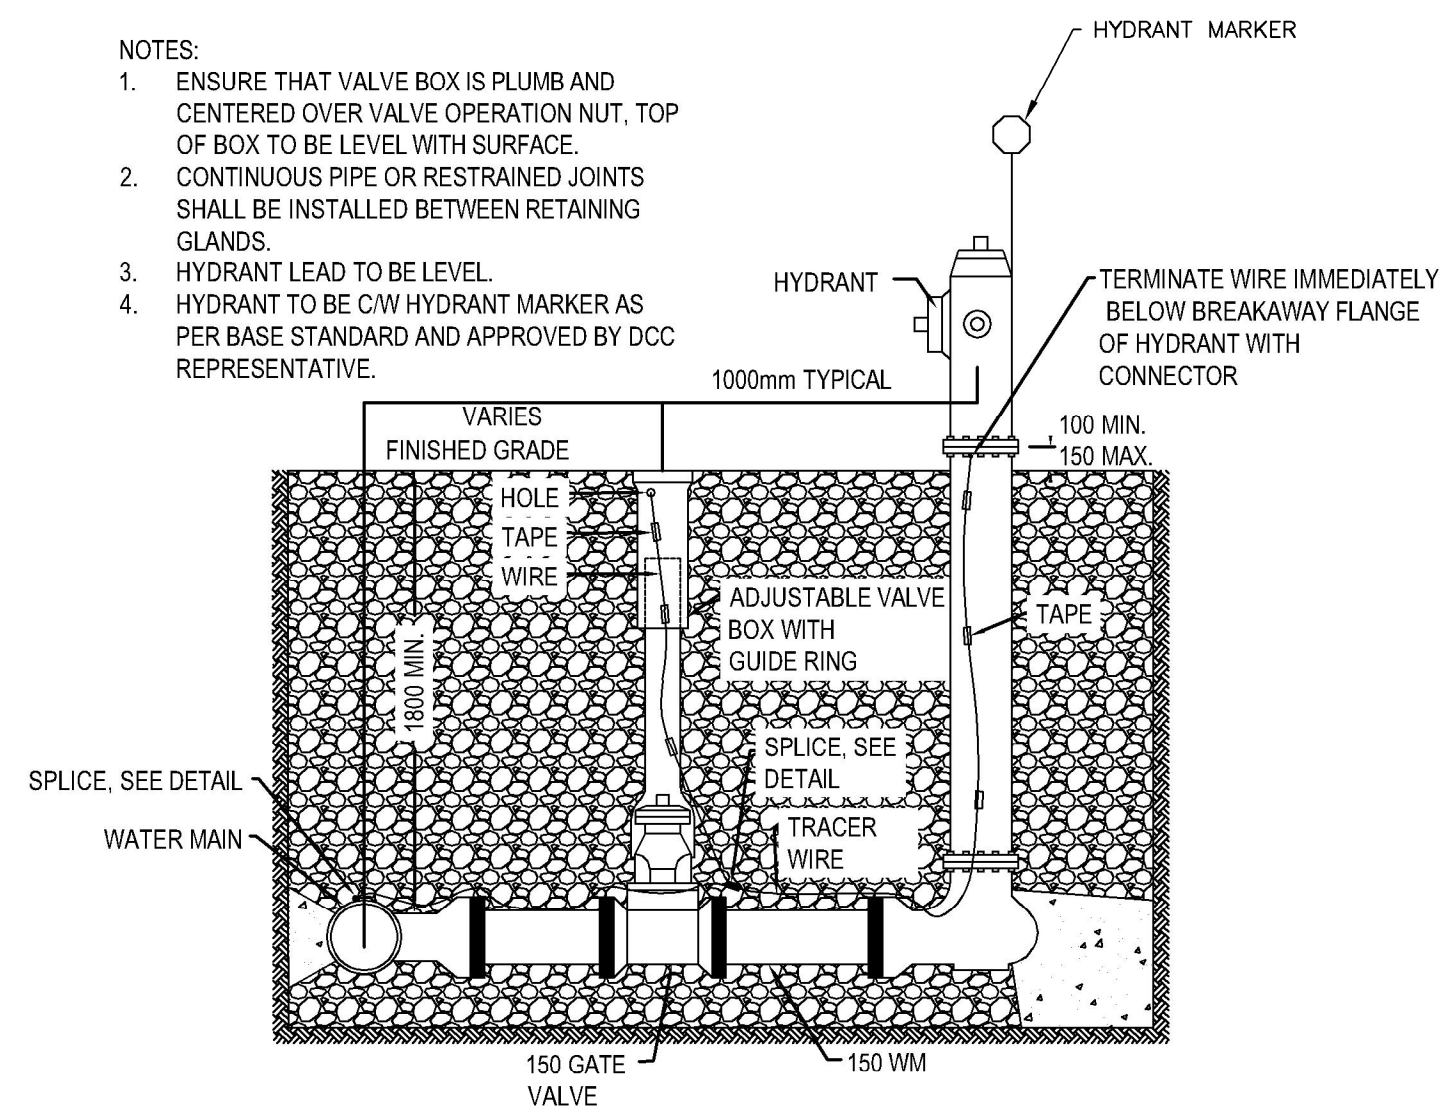 HYDRANT MARKER
NOTES:
1. ENSURE THAT VALVE BOX IS PLUMB AND
CENTERED OVER VALVE OPERATION NUT, TOP
OF BOX TO BE LEVEL WITH SURFACE.
2. CONTINUOUS PIPE OR RESTRAINED JOINTS
SHALL BE INSTALLED BETWEEN RETAINING
GLANDS.
3. HYDRANT LEAD TO BE LEVEL.
4. HYDRANT TO BE C/W HYDRANT MARKER AS
PER BASE STANDARD AND APPROVED BY DCC
REPRESENTATIVE.
HYDRANT
TERMINATE WIRE IMMEDIATELY
BELOW BREAKAWAY FLANGE
OF HYDRANT WITH
CONNECTOR
1000mm TYPICAL
VARIES
FINISHED GRADE
100 MIN.
150 MAX.
HOLE
TAPE
WIRE
ADJUSTABLE VALVE
BOX WITH
GUIDE RING
TAPE
1800 MIN.
SPLICE, SEE
DETAIL
SPLICE, SEE DETAIL
WATER MAIN
TRACER
WIRE
150 GATE
VALVE
150 WM